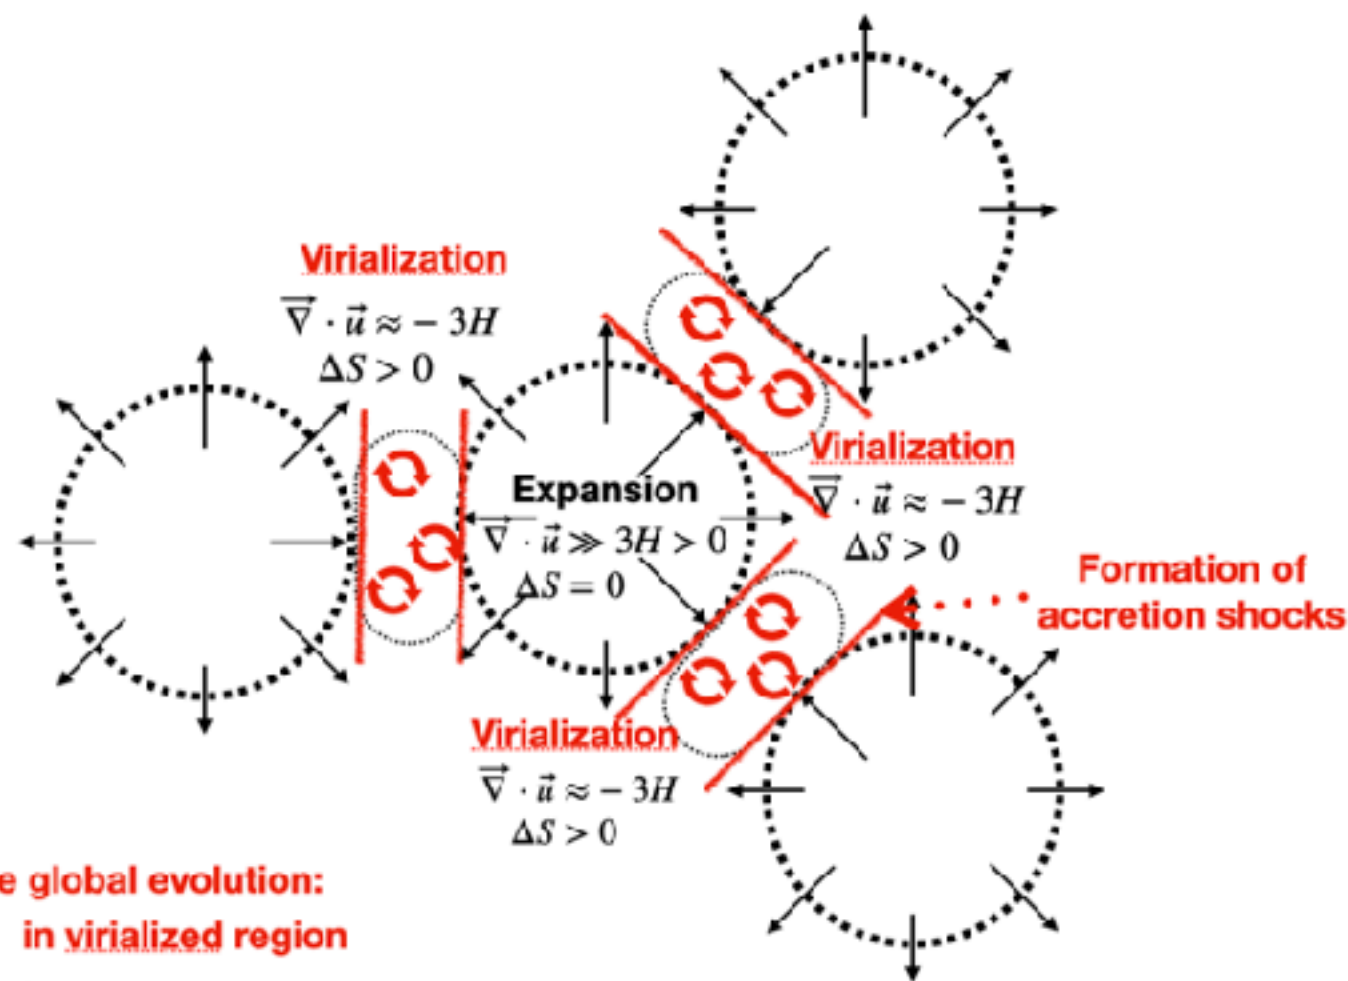 Virialization
∇⃗ · u⃗ ≈ − 3H
ΔS > 0
Expansion
∇⃗ · u⃗ ≫ 3H > 0
ΔS = 0
Virialization
∇⃗ · u⃗ ≈ − 3H
ΔS > 0
Formation of
accretion shocks
Virialization
∇⃗ · u⃗ ≈ − 3H
ΔS > 0
e global evolution:
in virialized region